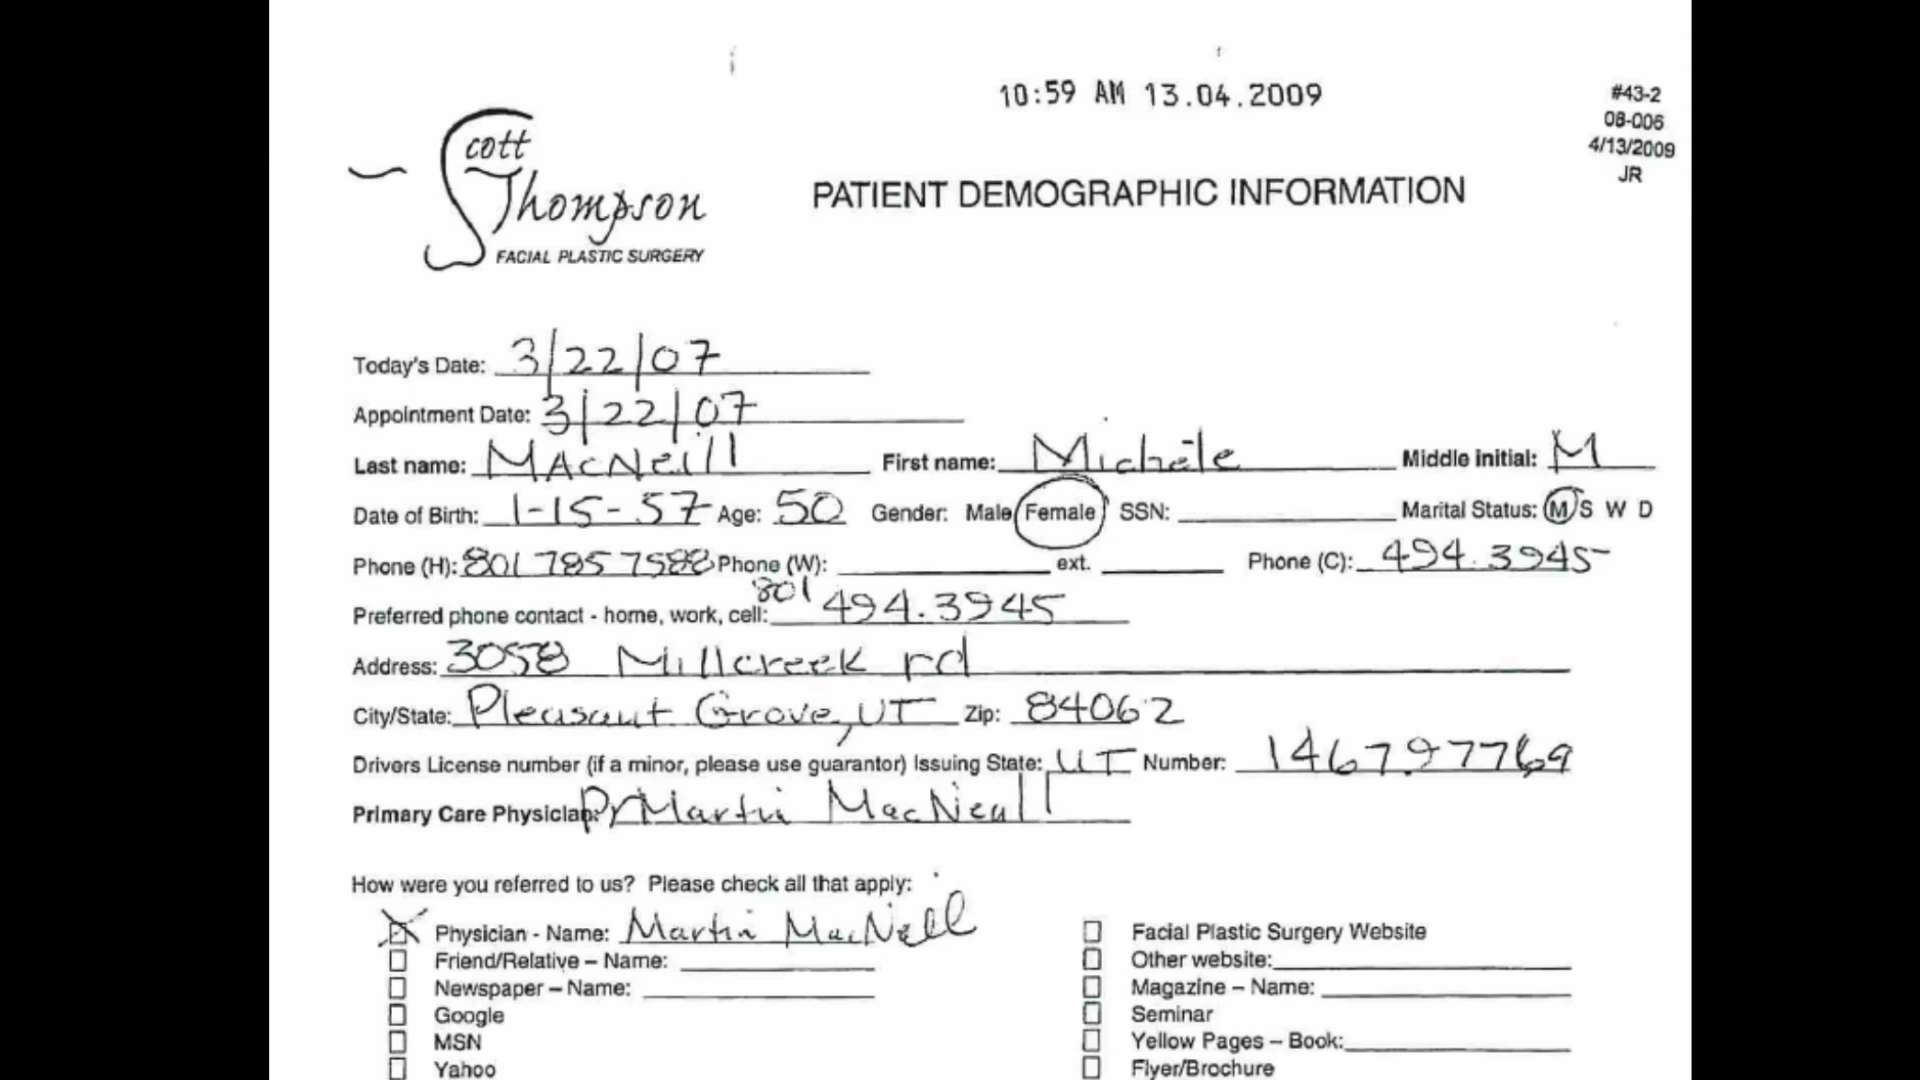 10:59 AM 13.04.2009
#43-2
08-006
4/13/2009
JR
Scott
Thompson
FACIAL PLASTIC SURGERY
PATIENT DEMOGRAPHIC INFORMATION
Today's Date: 3/22/07
Appointment Date: 3/22/07
Last name: MacNeill First name: Michele Middle initial: M
Date of Birth: 1-15-57 Age: 50 Gender: Male Female SSN: Marital Status: M S W D
Phone (H): 801 785 7588 Phone (W): ext. Phone (C): 494.3945
Preferred phone contact - home, work, cell: 801 494.3945
Address: 3058 Millcreek rd
City/State: Pleasant Grove, UT Zip: 84062
Drivers License number (if a minor, please use guarantor) Issuing State: UT Number: 146797769
Primary Care Physician: Dr Martin MacNeill
How were you referred to us? Please check all that apply:
Physician - Name: Martin MacNeill
Friend/Relative – Name:
Newspaper – Name:
Google
MSN
Yahoo
Facial Plastic Surgery Website
Other website:
Magazine – Name:
Seminar
Yellow Pages – Book:
Flyer/Brochure